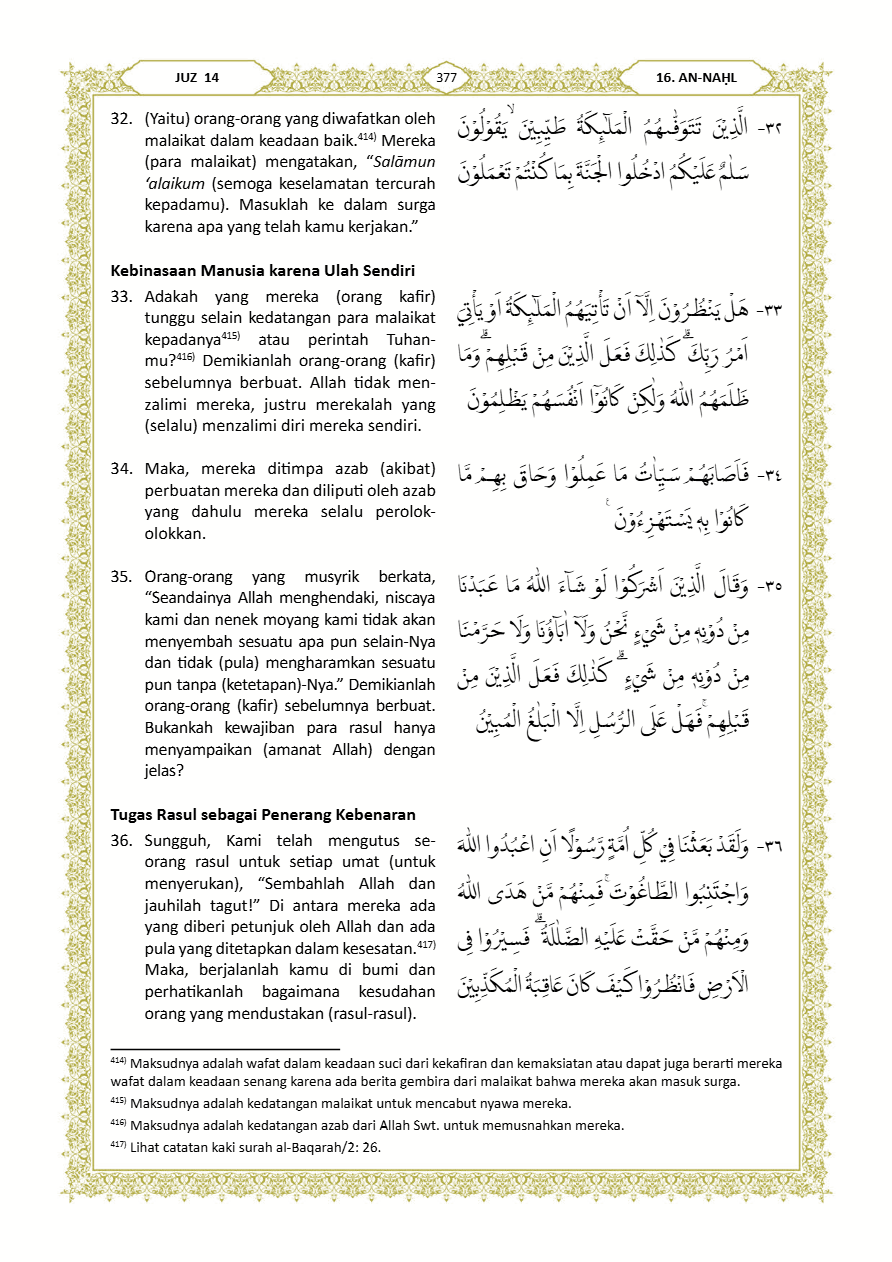 JUZ 14
377
16. AN-NAḤL
32. (Yaitu) orang-orang yang diwafatkan oleh
malaikat dalam keadaan baik.⁴¹⁴⁾ Mereka
(para malaikat) mengatakan, “Salāmun
‘alaikum (semoga keselamatan tercurah
kepadamu). Masuklah ke dalam surga
karena apa yang telah kamu kerjakan.”
٣٢- الَّذِيْنَ تَتَوَفّٰىهُمُ الْمَلٰۤىِٕكَةُ طَيِّبِيْنَ ۙ يَقُوْلُوْنَ
سَلٰمٌ عَلَيْكُمُ ادْخُلُوا الْجَنَّةَ بِمَا كُنْتُمْ تَعْمَلُوْنَ
Kebinasaan Manusia karena Ulah Sendiri
33. Adakah yang mereka (orang kafir)
tunggu selain kedatangan para malaikat
kepadanya⁴¹⁵⁾ atau perintah Tuhan-
mu?⁴¹⁶⁾ Demikianlah orang-orang (kafir)
sebelumnya berbuat. Allah tidak men-
zalimi mereka, justru merekalah yang
(selalu) menzalimi diri mereka sendiri.
٣٣- هَلْ يَنْظُرُوْنَ اِلَّآ اَنْ تَأْتِيَهُمُ الْمَلٰۤىِٕكَةُ اَوْ يَأْتِيَ
اَمْرُ رَبِّكَ ۗ كَذٰلِكَ فَعَلَ الَّذِيْنَ مِنْ قَبْلِهِمْ ۗ وَمَا
ظَلَمَهُمُ اللّٰهُ وَلٰكِنْ كَانُوْٓا اَنْفُسَهُمْ يَظْلِمُوْنَ
34. Maka, mereka ditimpa azab (akibat)
perbuatan mereka dan diliputi oleh azab
yang dahulu mereka selalu perolok-
olokkan.
٣٤- فَاَصَابَهُمْ سَيِّاٰتُ مَا عَمِلُوْا وَحَاقَ بِهِمْ مَّا
كَانُوْا بِهٖ يَسْتَهْزِءُوْنَ ࣖ
35. Orang-orang yang musyrik berkata,
“Seandainya Allah menghendaki, niscaya
kami dan nenek moyang kami tidak akan
menyembah sesuatu apa pun selain-Nya
dan tidak (pula) mengharamkan sesuatu
pun tanpa (ketetapan)-Nya.” Demikianlah
orang-orang (kafir) sebelumnya berbuat.
Bukankah kewajiban para rasul hanya
menyampaikan (amanat Allah) dengan
jelas?
٣٥- وَقَالَ الَّذِيْنَ اَشْرَكُوْا لَوْ شَاۤءَ اللّٰهُ مَا عَبَدْنَا
مِنْ دُوْنِهٖ مِنْ شَيْءٍ نَّحْنُ وَلَآ اٰبَاۤؤُنَا وَلَا حَرَّمْنَا
مِنْ دُوْنِهٖ مِنْ شَيْءٍ ۗ كَذٰلِكَ فَعَلَ الَّذِيْنَ مِنْ
قَبْلِهِمْ ۚ فَهَلْ عَلَى الرُّسُلِ اِلَّا الْبَلٰغُ الْمُبِيْنُ
Tugas Rasul sebagai Penerang Kebenaran
36. Sungguh, Kami telah mengutus se-
orang rasul untuk setiap umat (untuk
menyerukan), “Sembahlah Allah dan
jauhilah tagut!” Di antara mereka ada
yang diberi petunjuk oleh Allah dan ada
pula yang ditetapkan dalam kesesatan.⁴¹⁷⁾
Maka, berjalanlah kamu di bumi dan
perhatikanlah bagaimana kesudahan
orang yang mendustakan (rasul-rasul).
٣٦- وَلَقَدْ بَعَثْنَا فِيْ كُلِّ اُمَّةٍ رَّسُوْلًا اَنِ اعْبُدُوا اللّٰهَ
وَاجْتَنِبُوا الطَّاغُوْتَ ۚ فَمِنْهُمْ مَّنْ هَدَى اللّٰهُ
وَمِنْهُمْ مَّنْ حَقَّتْ عَلَيْهِ الضَّلٰلَةُ ۗ فَسِيْرُوْا فِى
الْاَرْضِ فَانْظُرُوْا كَيْفَ كَانَ عَاقِبَةُ الْمُكَذِّبِيْنَ
⁴¹⁴⁾ Maksudnya adalah wafat dalam keadaan suci dari kekafiran dan kemaksiatan atau dapat juga berarti mereka
wafat dalam keadaan senang karena ada berita gembira dari malaikat bahwa mereka akan masuk surga.
⁴¹⁵⁾ Maksudnya adalah kedatangan malaikat untuk mencabut nyawa mereka.
⁴¹⁶⁾ Maksudnya adalah kedatangan azab dari Allah Swt. untuk memusnahkan mereka.
⁴¹⁷⁾ Lihat catatan kaki surah al-Baqarah/2: 26.